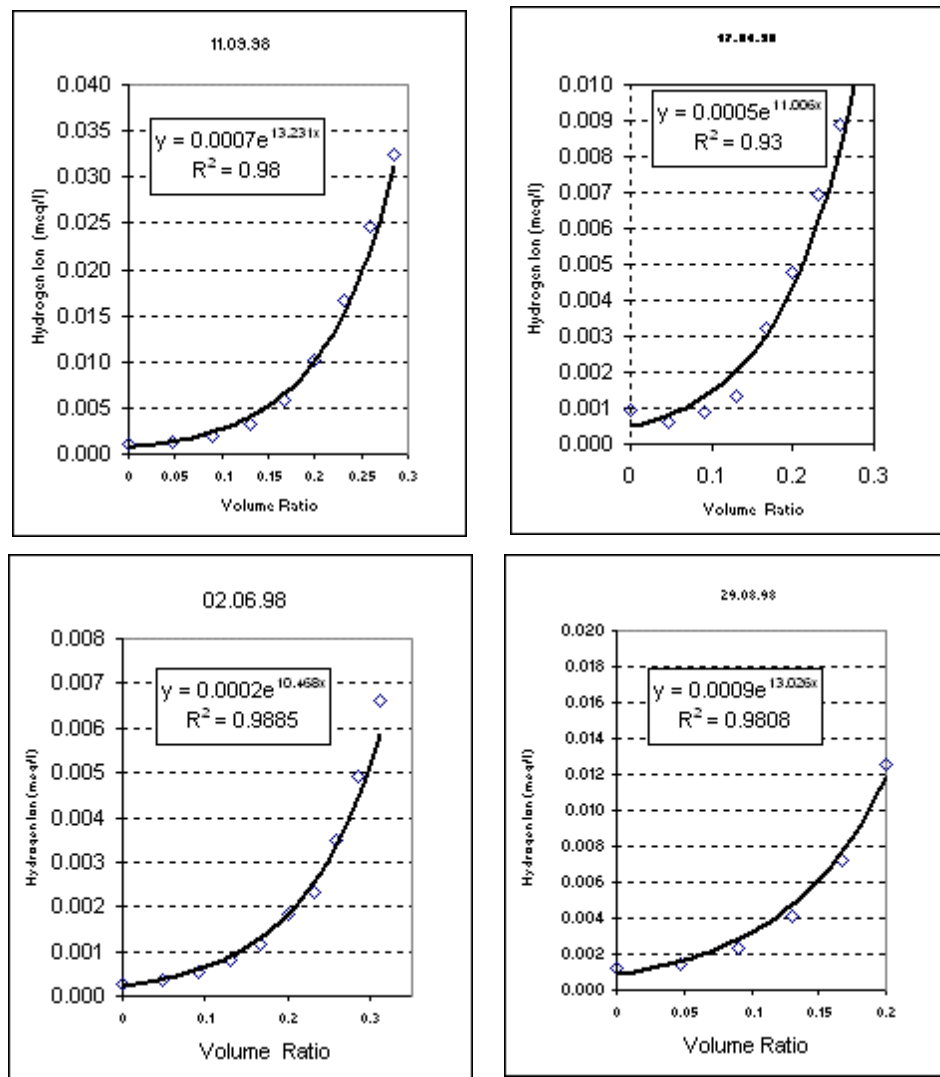 11.09.98
0.040
y = 0.0007e^13.231x
R² = 0.98
0.035
0.030
0.025
0.020
0.015
0.010
0.005
0.000
Hydrogen Ion (meq/l)
0 0.05 0.1 0.15 0.2 0.25 0.3
Volume Ratio
0.010
y = 0.0005e^11.006x
R² = 0.93
0.009
0.008
0.007
0.006
0.005
0.004
0.003
0.002
0.001
0.000
Hydrogen Ion (meq/l)
0 0.1 0.2 0.3
Volume Ratio
02.06.98
0.008
y = 0.0002e^10.468x
R² = 0.9885
0.007
0.006
0.005
0.004
0.003
0.002
0.001
0.000
Hydrogen Ion (meq/l)
0 0.1 0.2 0.3
Volume Ratio
29.08.98
0.020
y = 0.0009e^13.026x
R² = 0.9808
0.018
0.016
0.014
0.012
0.010
0.008
0.006
0.004
0.002
0.000
Hydrogen Ion (meq/l)
0 0.05 0.1 0.15 0.2
Volume Ratio